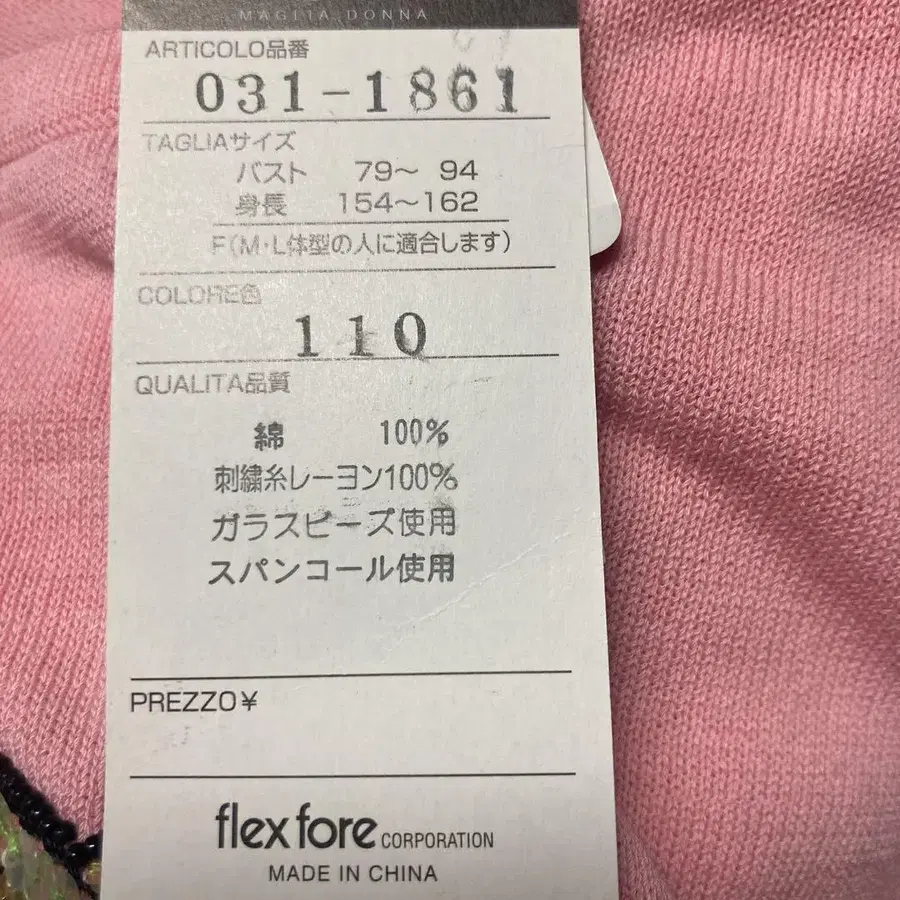 MAGLIA DONNA
ARTICOLO品番
031-1861
TAGLIAサイズ
バスト 79～ 94
身長 154～162
F(M・L体型の人に適合します)
COLORE色
110
QUALITA品質
綿 100%
刺繍糸レーヨン100%
ガラスビーズ使用
スパンコール使用
PREZZO¥
flex fore CORPORATION
MADE IN CHINA